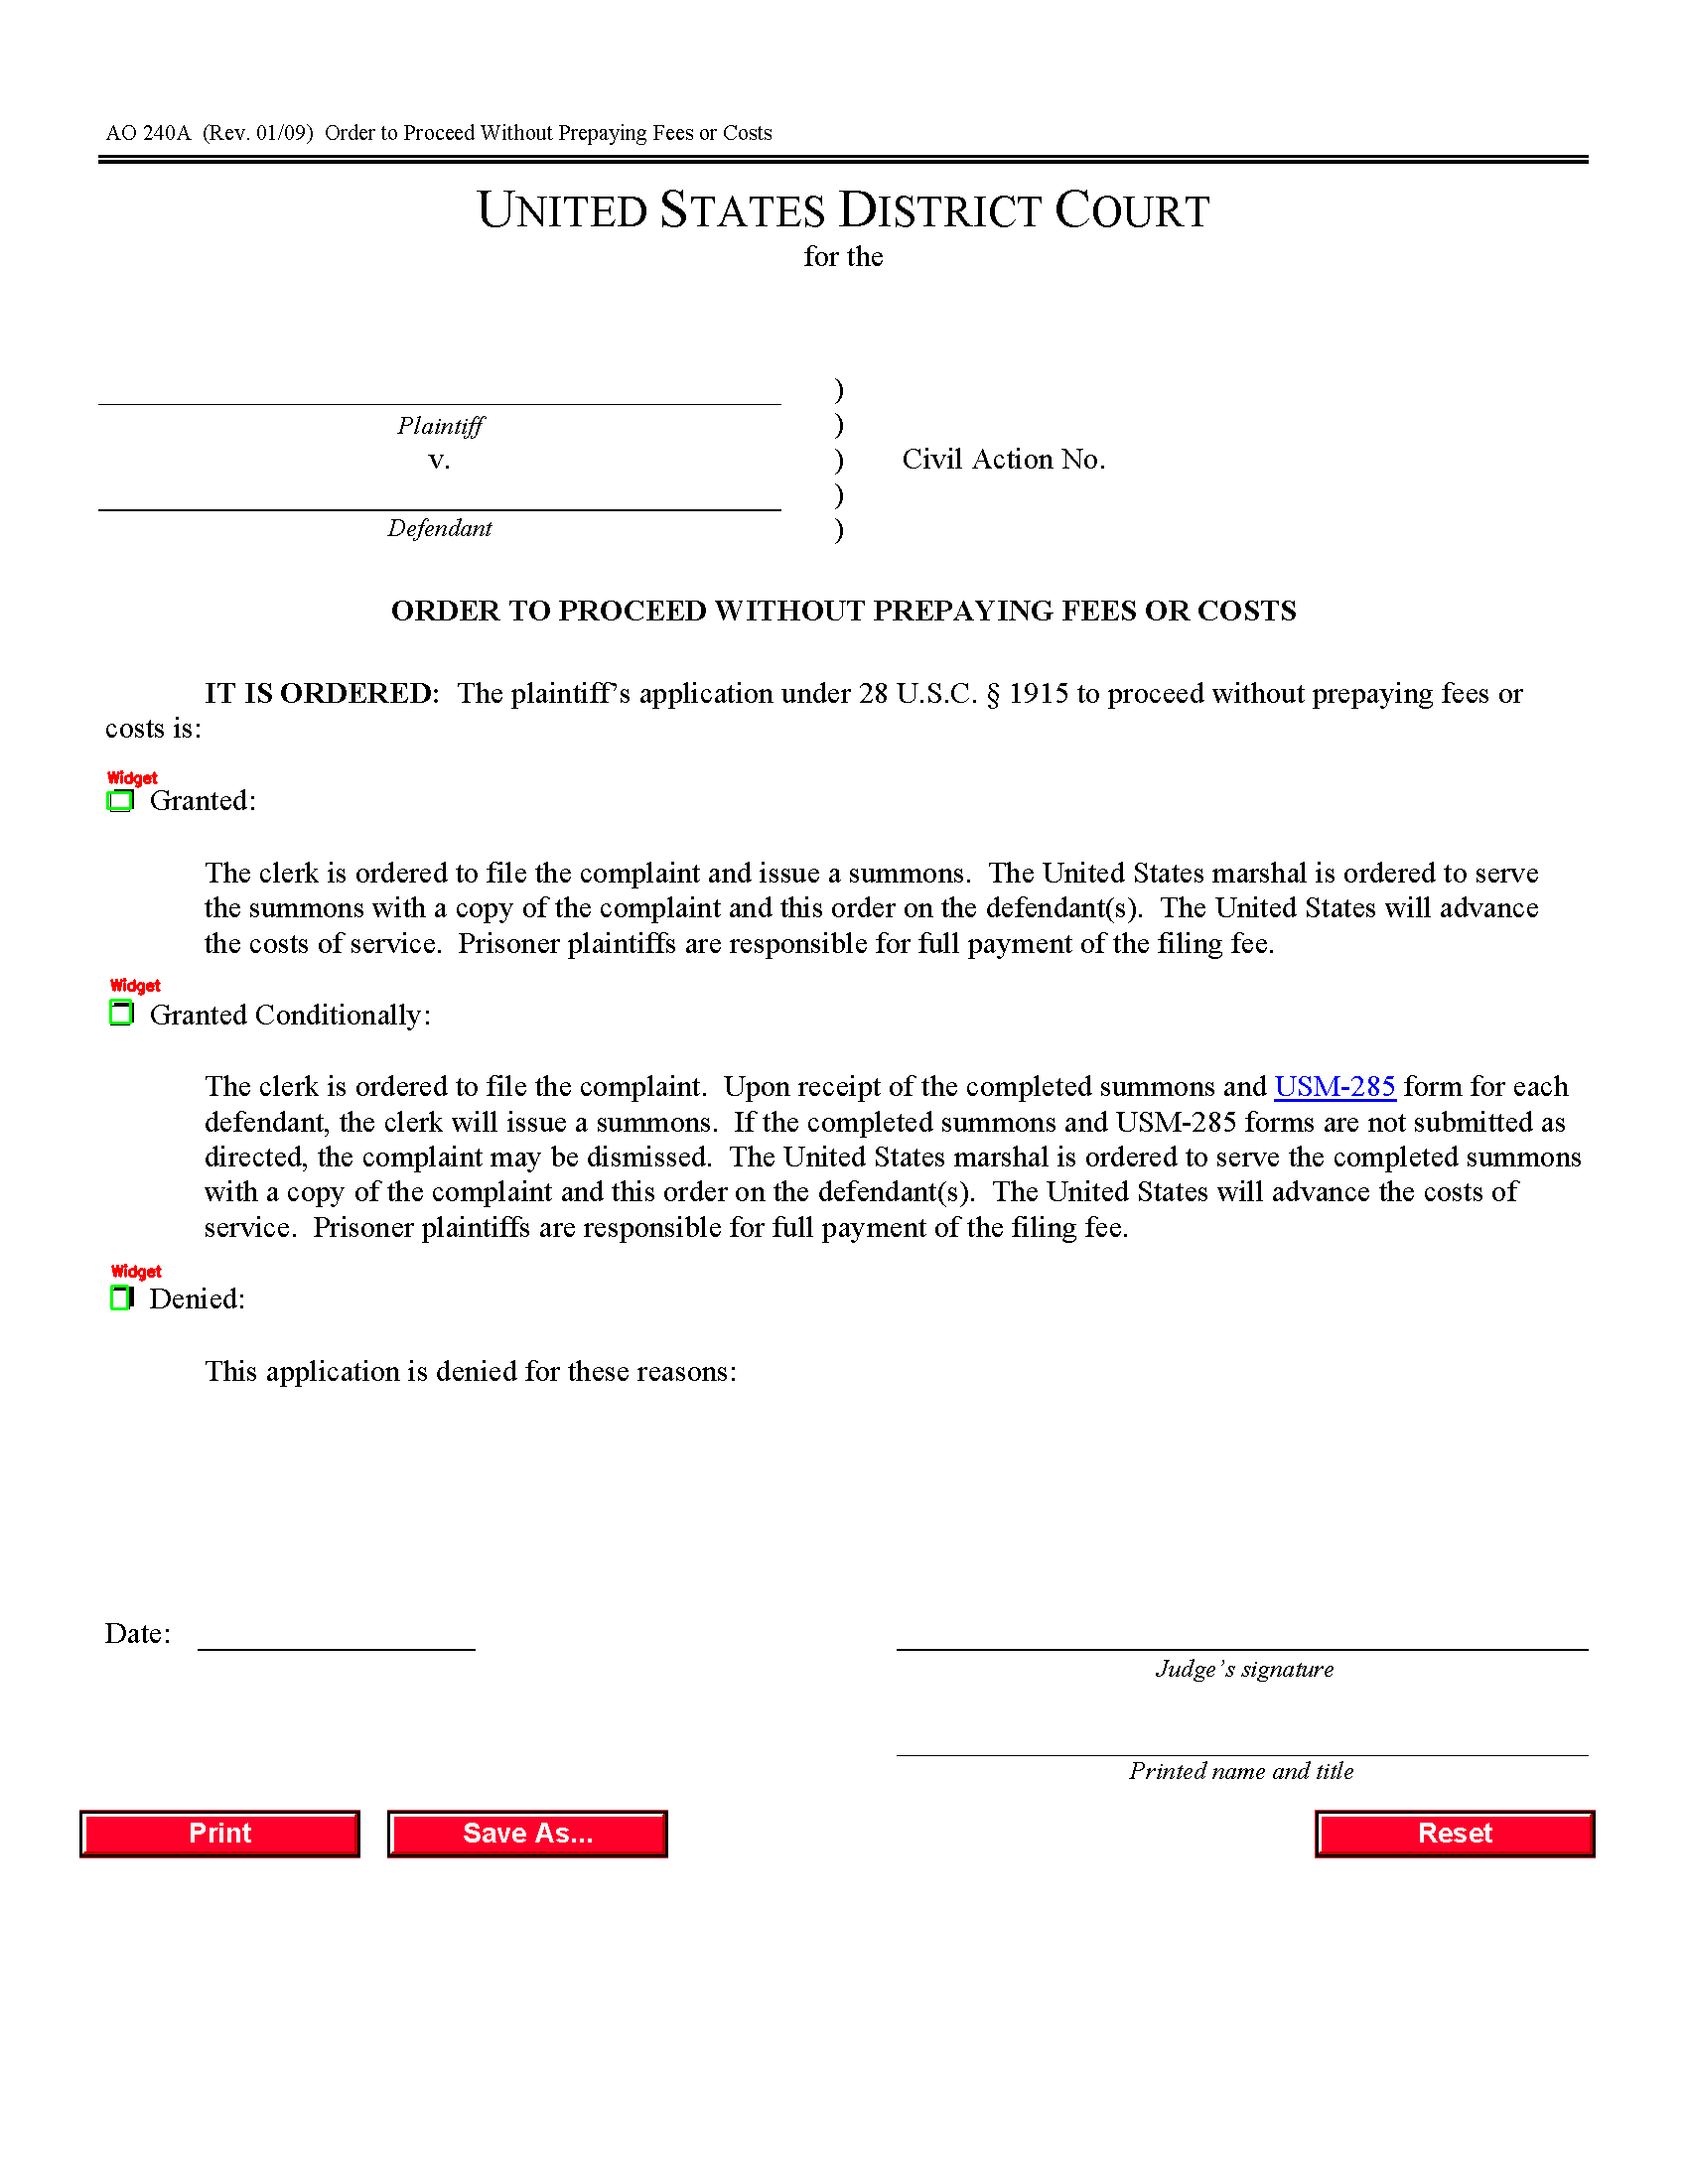 AO 240A  (Rev. 01/09)  Order to Proceed Without Prepaying Fees or Costs
UNITED STATES DISTRICT COURT
for the
)
Plaintiff )
v. ) Civil Action No.
)
Defendant )
ORDER TO PROCEED WITHOUT PREPAYING FEES OR COSTS
IT IS ORDERED:  The plaintiff’s application under 28 U.S.C. § 1915 to proceed without prepaying fees or
costs is:
Widget
Granted:
The clerk is ordered to file the complaint and issue a summons.  The United States marshal is ordered to serve
the summons with a copy of the complaint and this order on the defendant(s).  The United States will advance
the costs of service.  Prisoner plaintiffs are responsible for full payment of the filing fee.
Widget
Granted Conditionally:
The clerk is ordered to file the complaint.  Upon receipt of the completed summons and USM-285 form for each
defendant, the clerk will issue a summons.  If the completed summons and USM-285 forms are not submitted as
directed, the complaint may be dismissed.  The United States marshal is ordered to serve the completed summons
with a copy of the complaint and this order on the defendant(s).  The United States will advance the costs of
service.  Prisoner plaintiffs are responsible for full payment of the filing fee.
Widget
Denied:
This application is denied for these reasons:
Date:
Judge’s signature
Printed name and title
Print Save As... Reset